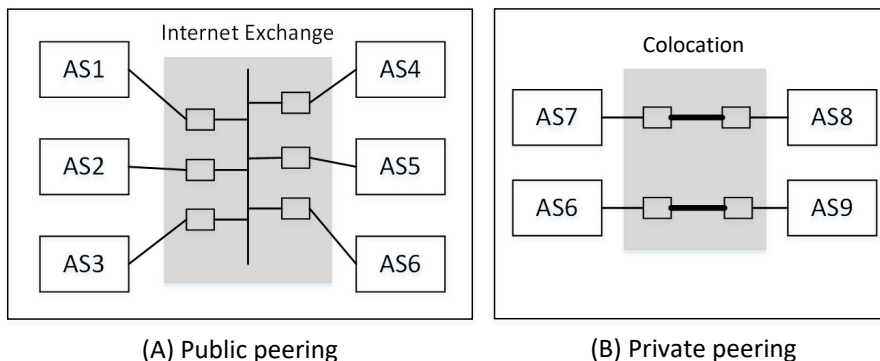 Internet Exchange
AS1
AS4
AS2
AS5
AS3
AS6
(A) Public peering
Colocation
AS7
AS8
AS6
AS9
(B) Private peering